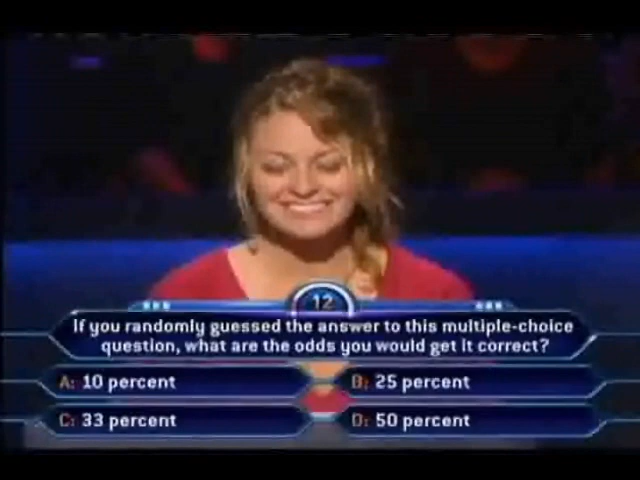 12
If you randomly guessed the answer to this multiple-choice
question, what are the odds you would get it correct?
A: 10 percent
B: 25 percent
C: 33 percent
D: 50 percent